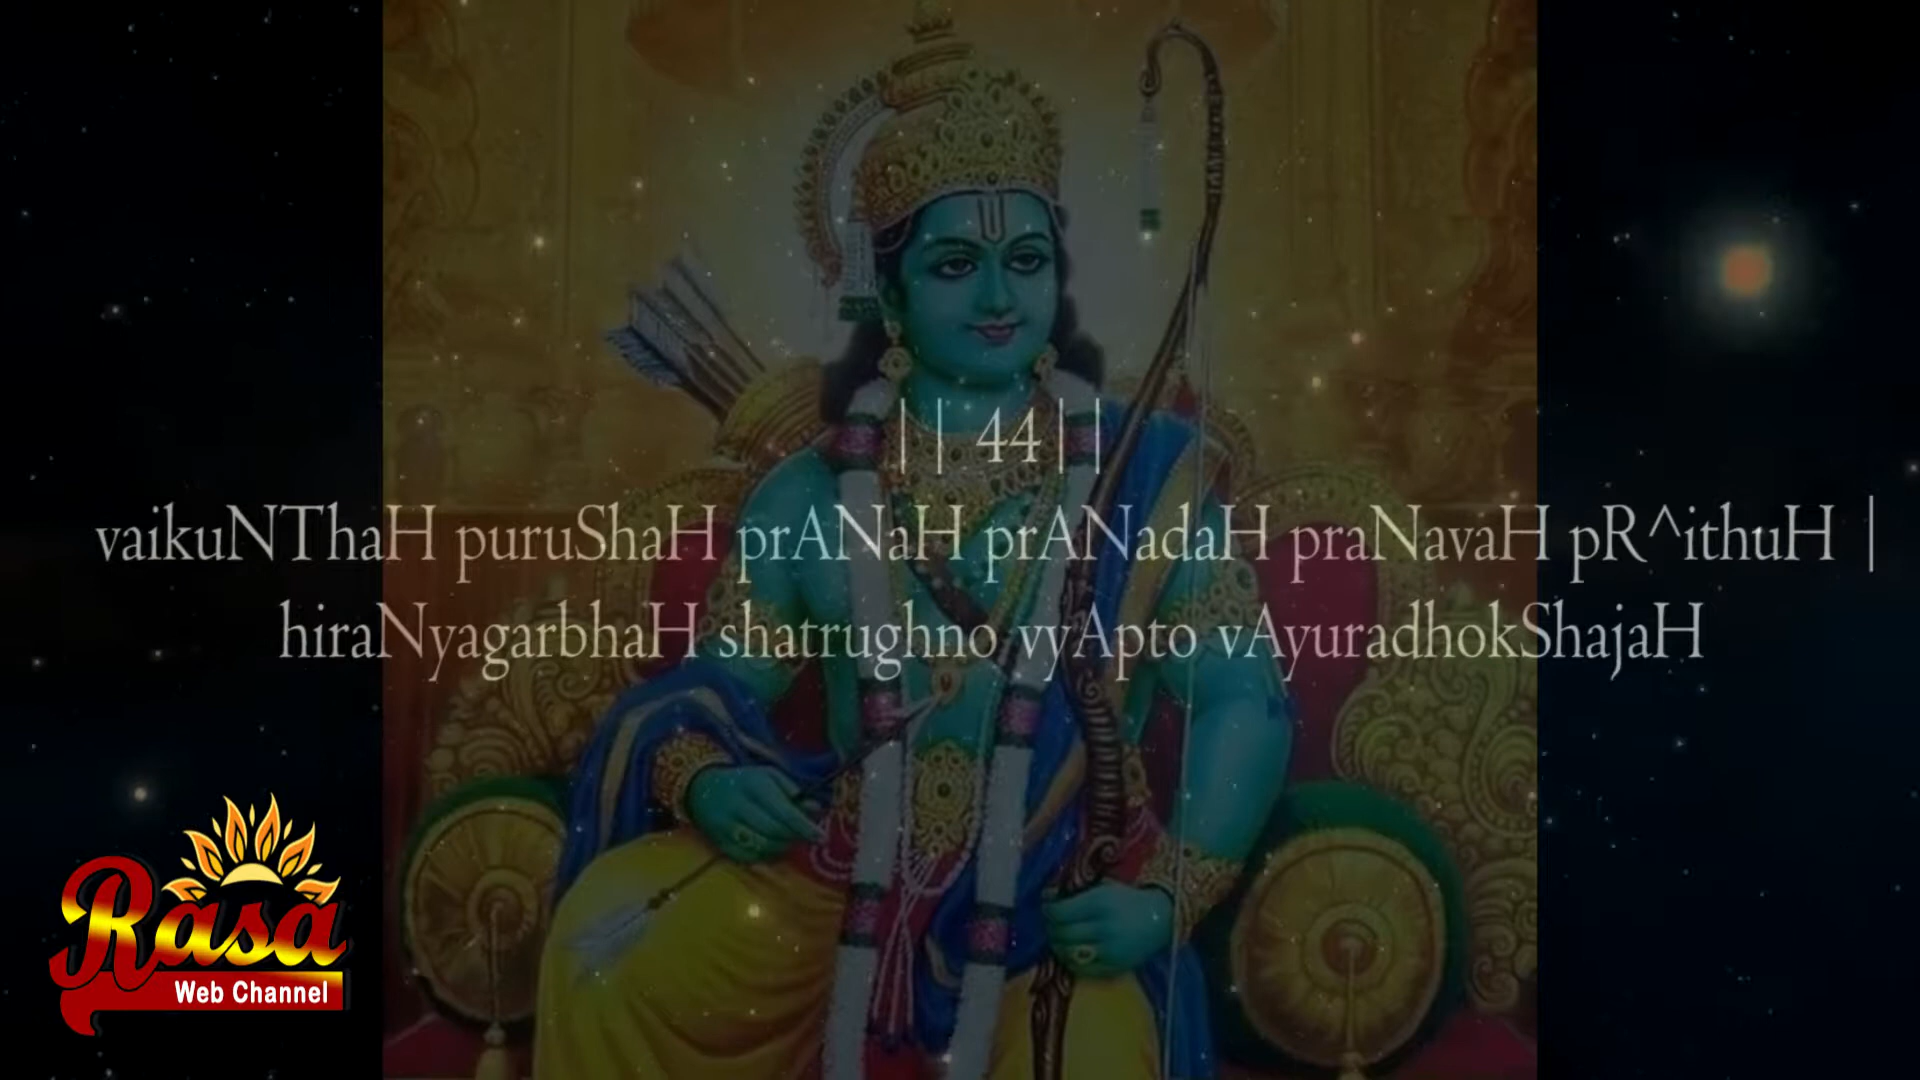 || 44||
vaikuNThaH puruShaH prANaH prANadaH praNavaH pR^ithuH |
hiraNyagarbhaH shatrughno vyApto vAyuradhokShajaH
Rasa
Web Channel